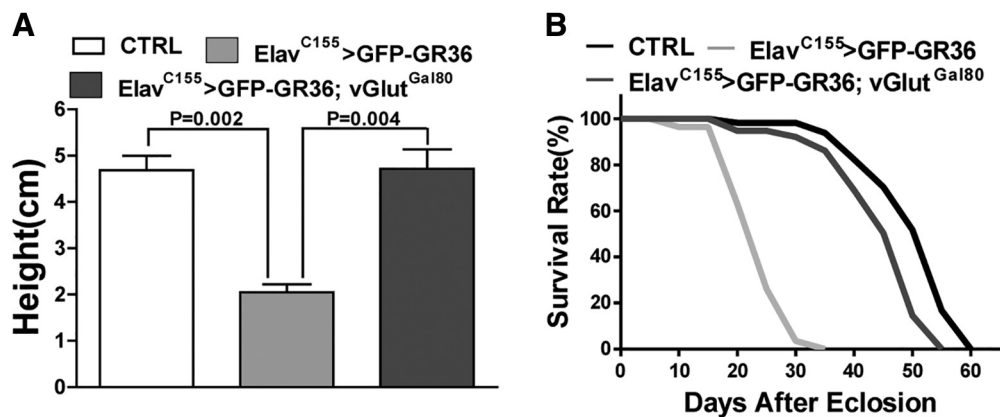 A
CTRL
Elav^C155>GFP-GR36
Elav^C155>GFP-GR36; vGlut^Gal80
P=0.002
P=0.004
Height(cm)
6
5
4
3
2
1
0
B
CTRL
Elav^C155>GFP-GR36
Elav^C155>GFP-GR36; vGlut^Gal80
Survival Rate(%)
100
80
60
40
20
0
0 10 20 30 40 50 60
Days After Eclosion